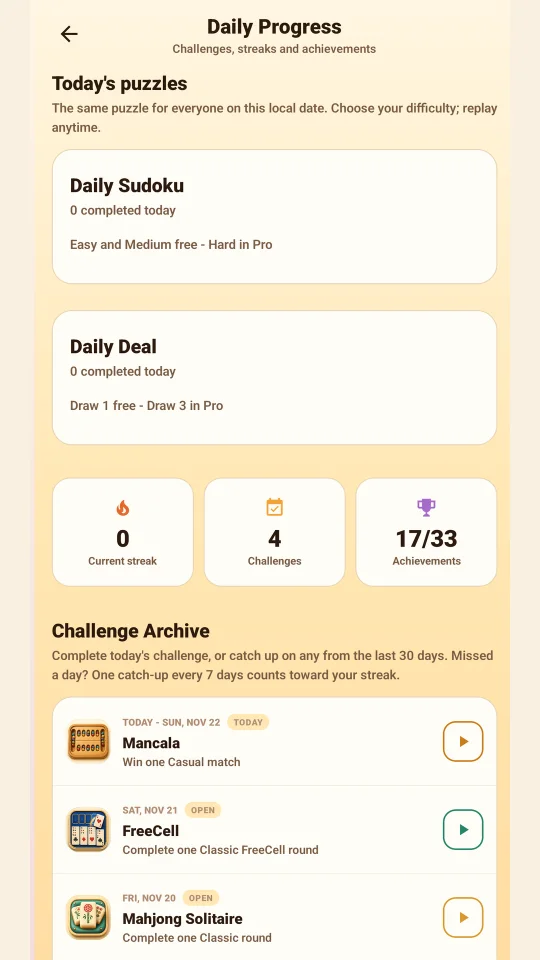 Daily Progress
Challenges, streaks and achievements
Today's puzzles
The same puzzle for everyone on this local date. Choose your difficulty; replay
anytime.
Daily Sudoku
0 completed today
Easy and Medium free - Hard in Pro
Daily Deal
0 completed today
Draw 1 free - Draw 3 in Pro
0
Current streak
4
Challenges
17/33
Achievements
Challenge Archive
Complete today's challenge, or catch up on any from the last 30 days. Missed
a day? One catch-up every 7 days counts toward your streak.
TODAY - SUN, NOV 22 TODAY
Mancala
Win one Casual match
SAT, NOV 21 OPEN
FreeCell
Complete one Classic FreeCell round
FRI, NOV 20 OPEN
Mahjong Solitaire
Complete one Classic round